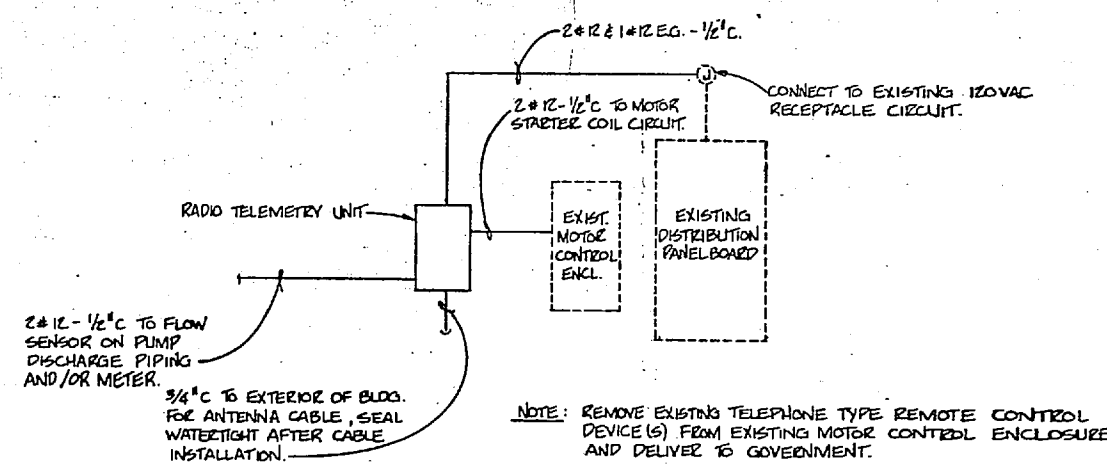 2#12 & 1#12 E.G. - 1/2"C.
J
CONNECT TO EXISTING 120VAC
RECEPTACLE CIRCUIT.
2#12-1/2"C TO MOTOR
STARTER COIL CIRCUIT.
RADIO TELEMETRY UNIT
EXIST.
MOTOR
CONTROL
ENCL.
EXISTING
DISTRIBUTION
PANELBOARD
2#12-1/2"C TO FLOW
SENSOR ON PUMP
DISCHARGE PIPING
AND/OR METER.
3/4"C TO EXTERIOR OF BLDG.
FOR ANTENNA CABLE, SEAL
WATERTIGHT AFTER CABLE
INSTALLATION.
NOTE: REMOVE EXISTING TELEPHONE TYPE REMOTE CONTROL
DEVICE(S) FROM EXISTING MOTOR CONTROL ENCLOSURE
AND DELIVER TO GOVERNMENT.